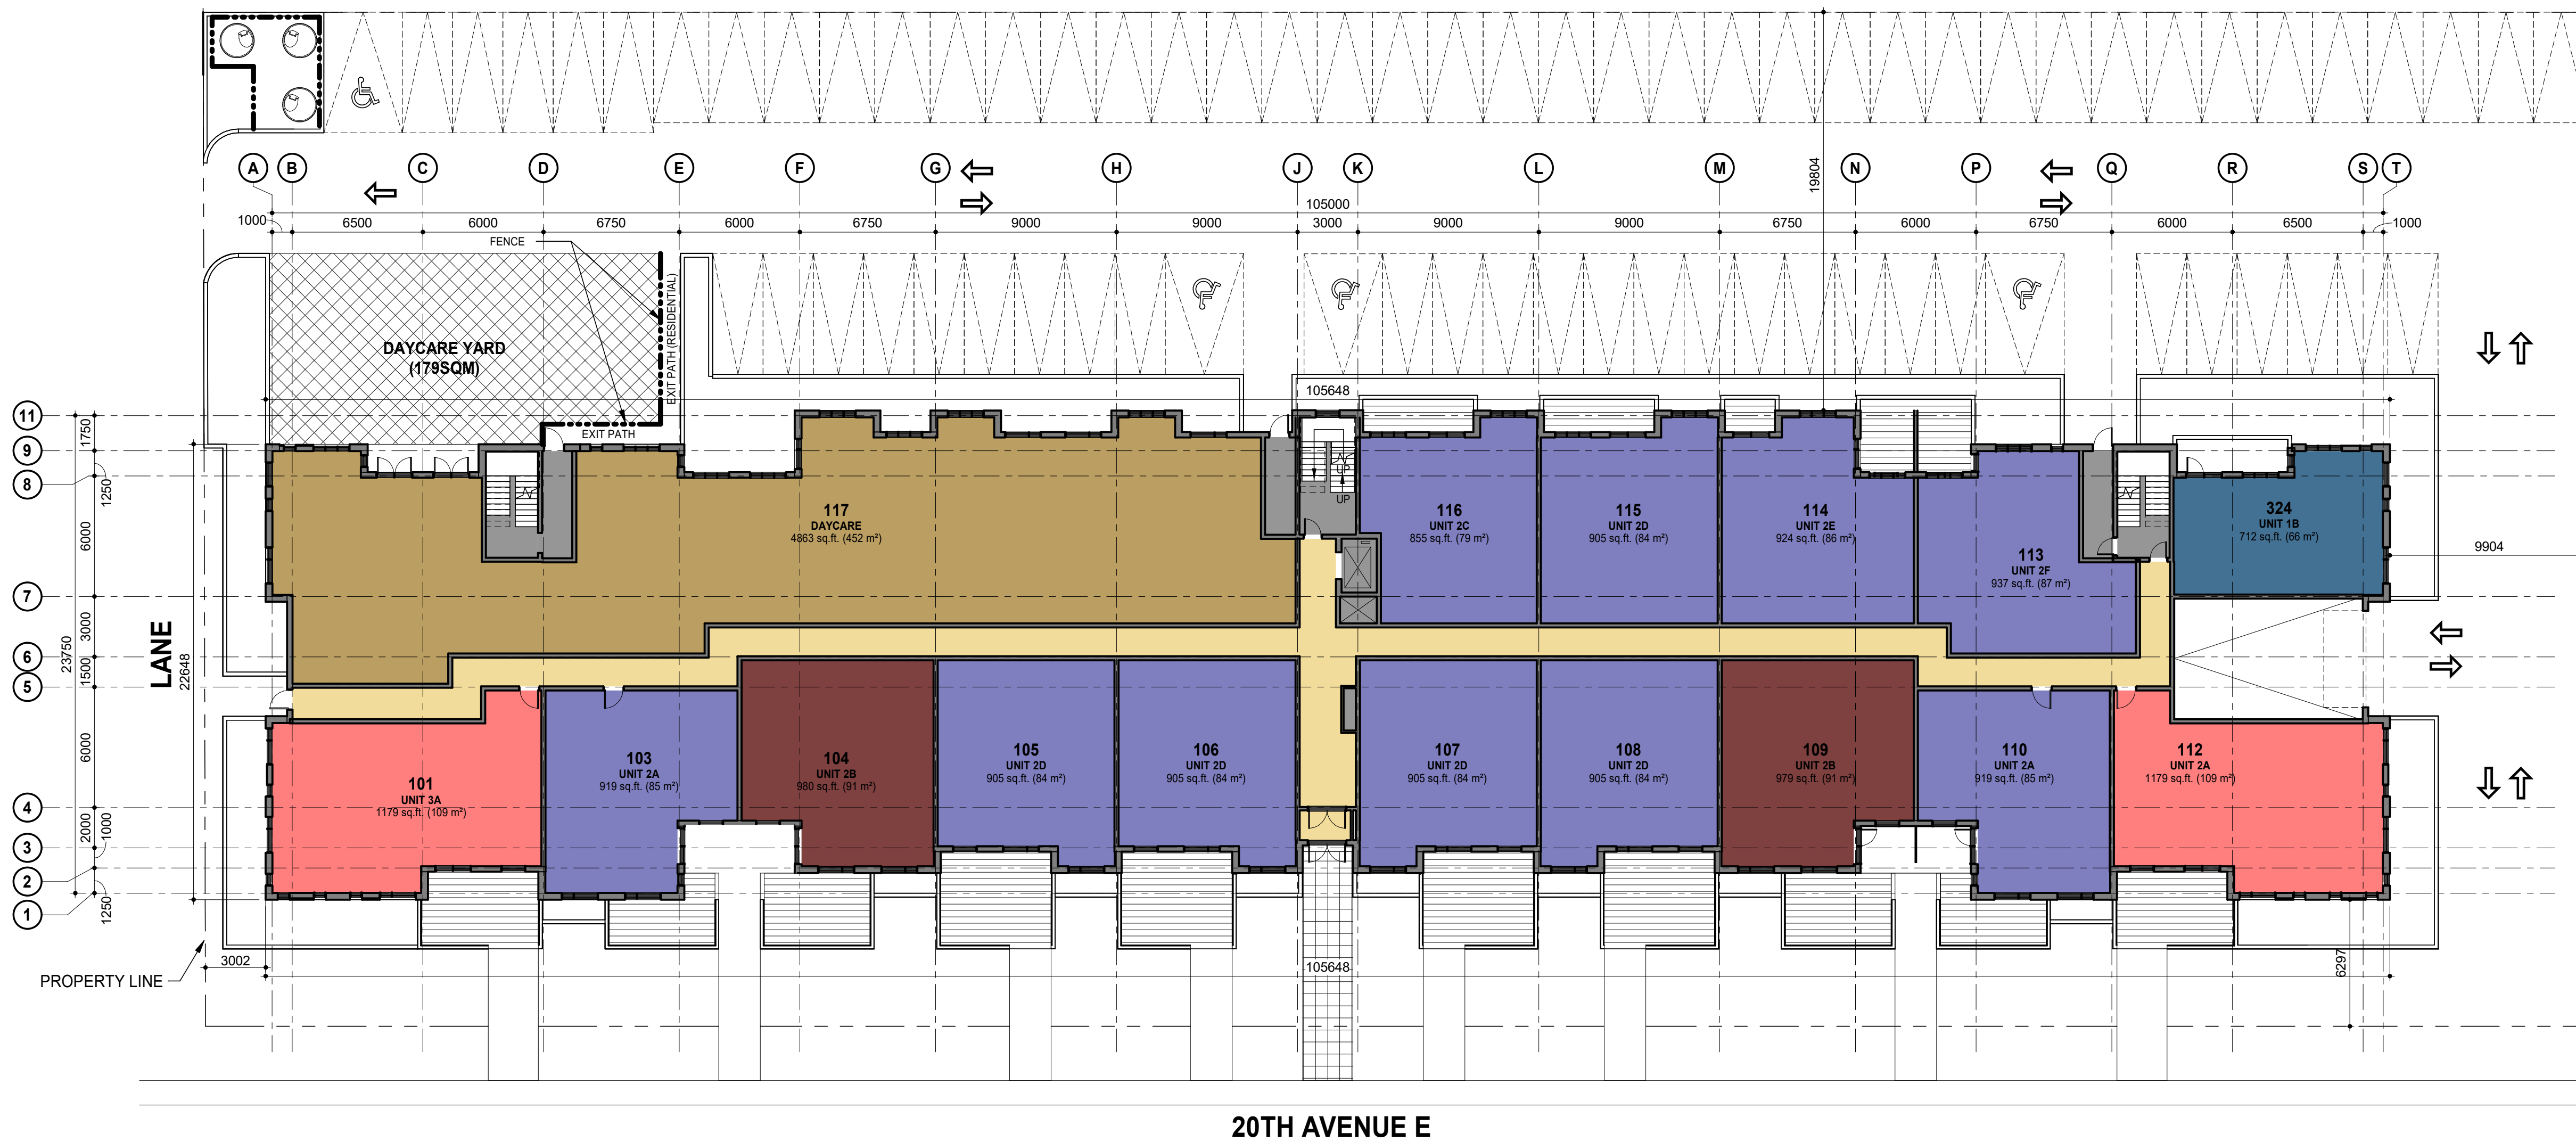 A
B
C
D
E
F
G
H
J
K
L
M
N
P
Q
R
S
T
19804
105000
1000
6500
6000
6750
6000
6750
9000
9000
3000
9000
9000
6750
6000
6750
6000
6500
1000
FENCE
EXIT PATH (RESIDENTIAL)
DAYCARE YARD
(179SQM)
EXIT PATH
105648
11
9
8
7
6
5
4
3
2
1
1750
1250
6000
3000
1500
6000
2000
1000
1250
23750
22648
LANE
UP
UP
117
DAYCARE
4863 sq.ft. (452 m²)
116
UNIT 2C
855 sq.ft. (79 m²)
115
UNIT 2D
905 sq.ft. (84 m²)
114
UNIT 2E
924 sq.ft. (86 m²)
113
UNIT 2F
937 sq.ft. (87 m²)
324
UNIT 1B
712 sq.ft. (66 m²)
9904
101
UNIT 3A
1179 sq.ft. (109 m²)
103
UNIT 2A
919 sq.ft. (85 m²)
104
UNIT 2B
980 sq.ft. (91 m²)
105
UNIT 2D
905 sq.ft. (84 m²)
106
UNIT 2D
905 sq.ft. (84 m²)
107
UNIT 2D
905 sq.ft. (84 m²)
108
UNIT 2D
905 sq.ft. (84 m²)
109
UNIT 2B
979 sq.ft. (91 m²)
110
UNIT 2A
919 sq.ft. (85 m²)
112
UNIT 2A
1179 sq.ft. (109 m²)
3002
105648
6297
PROPERTY LINE
20TH AVENUE E